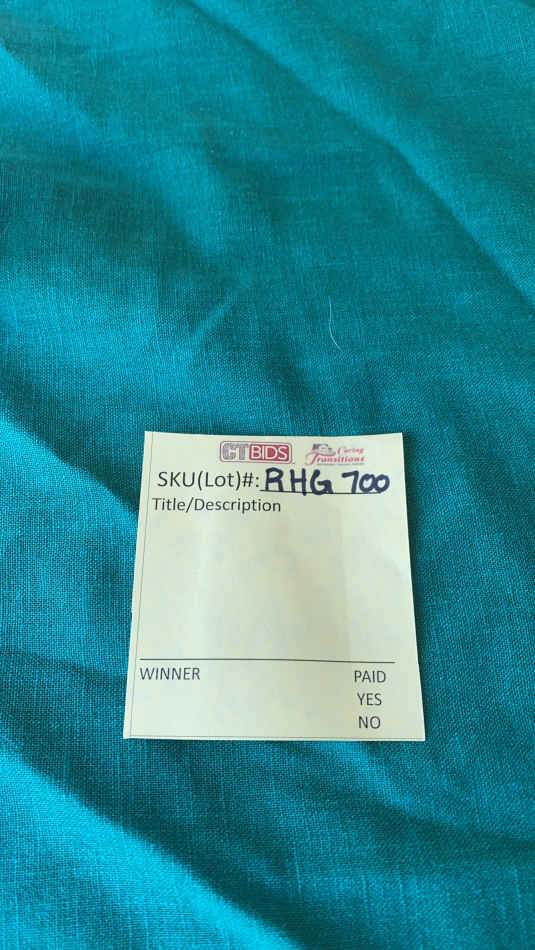 CTBIDS Caring
Transitions
SKU(Lot)#: RHG 700
Title/Description
WINNER PAID
YES
NO